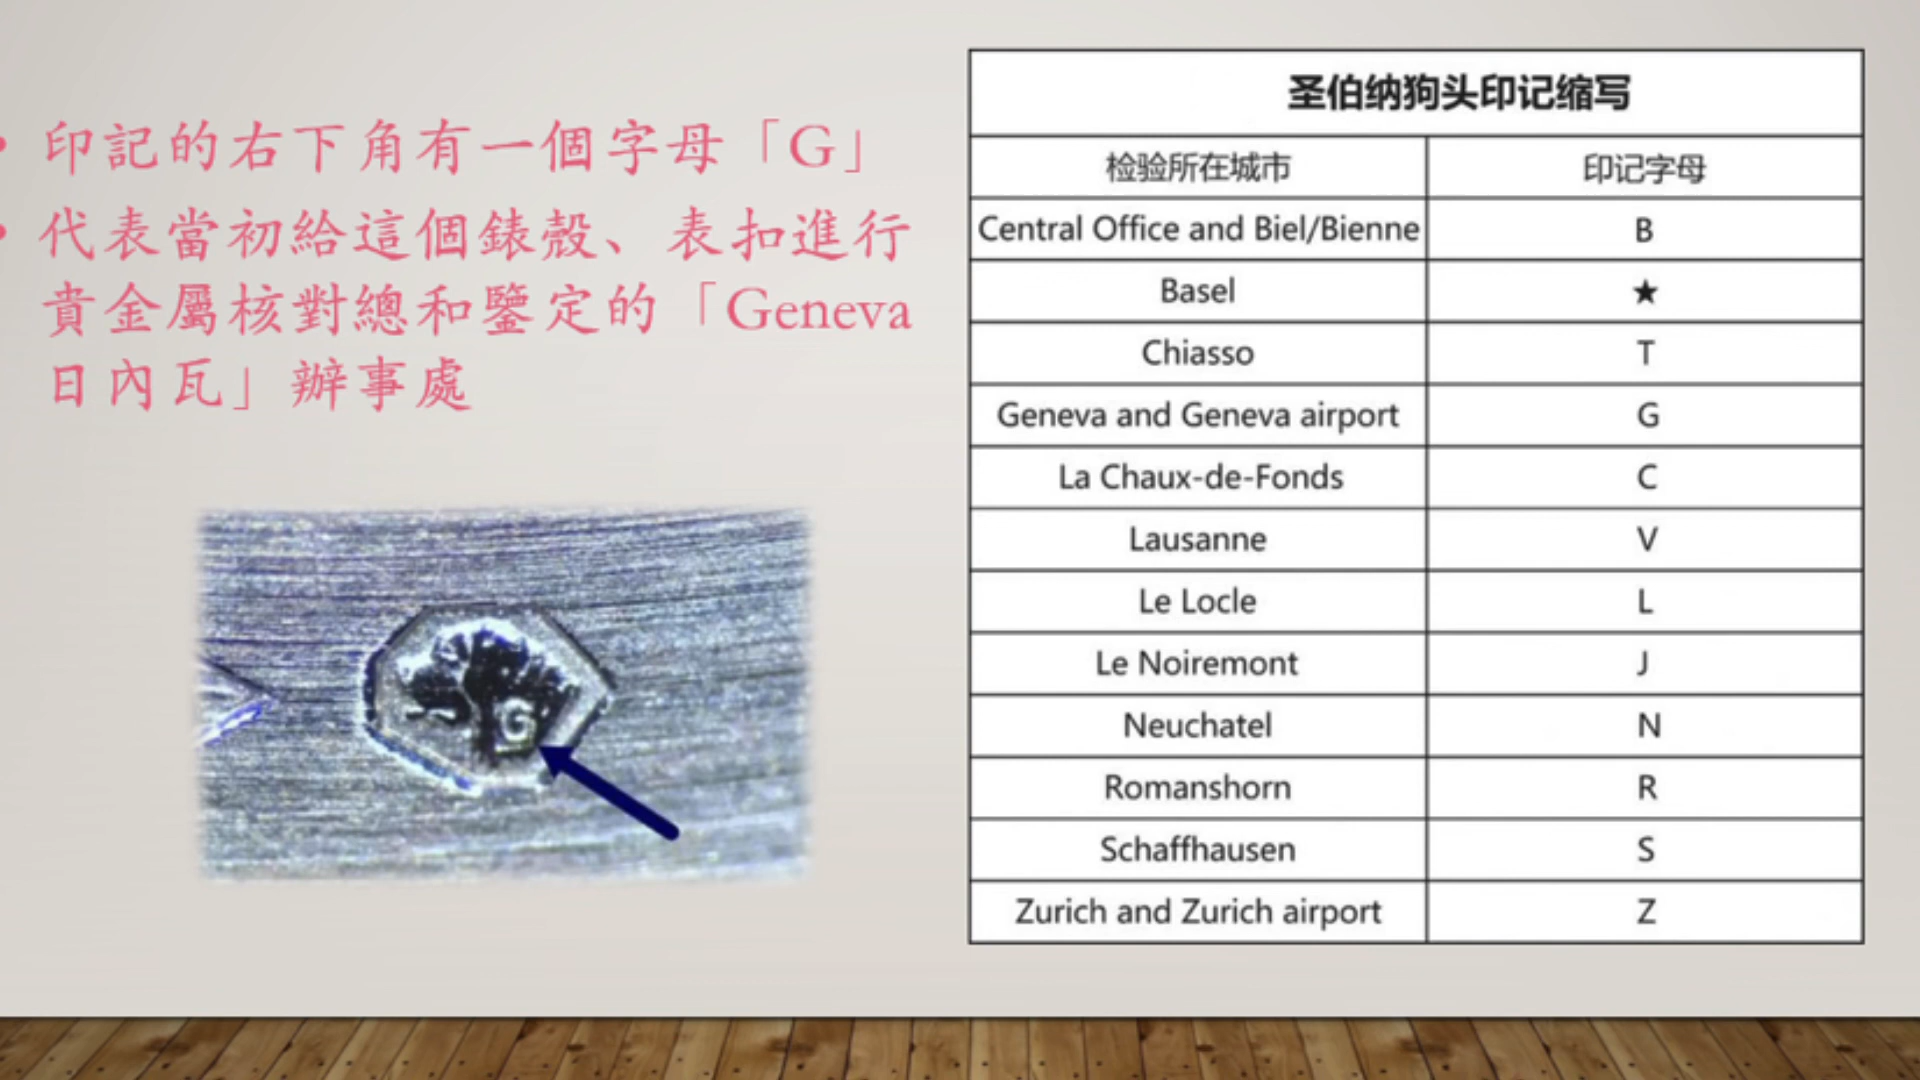 印記的右下角有一個字母「G」
代表當初給這個錶殼、表扣進行
貴金屬核對總和鑒定的「Geneva
日內瓦」辦事處
G
圣伯纳狗头印记缩写
检验所在城市 印记字母
Central Office and Biel/Bienne B
Basel ★
Chiasso T
Geneva and Geneva airport G
La Chaux-de-Fonds C
Lausanne V
Le Locle L
Le Noiremont J
Neuchatel N
Romanshorn R
Schaffhausen S
Zurich and Zurich airport Z